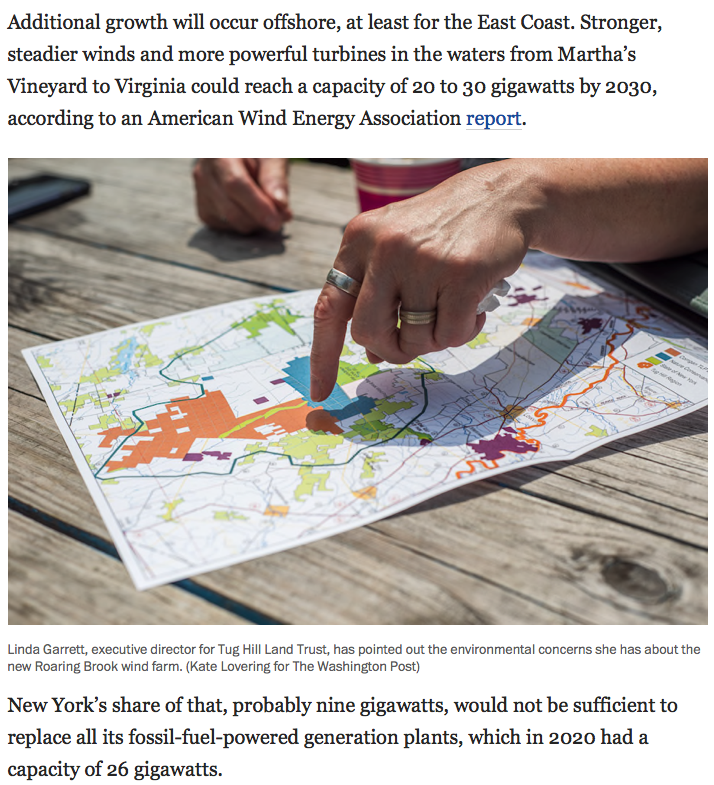 Additional growth will occur offshore, at least for the East Coast. Stronger,
steadier winds and more powerful turbines in the waters from Martha’s
Vineyard to Virginia could reach a capacity of 20 to 30 gigawatts by 2030,
according to an American Wind Energy Association report.
Linda Garrett, executive director for Tug Hill Land Trust, has pointed out the environmental concerns she has about the
new Roaring Brook wind farm. (Kate Lovering for The Washington Post)
New York’s share of that, probably nine gigawatts, would not be sufficient to
replace all its fossil-fuel-powered generation plants, which in 2020 had a
capacity of 26 gigawatts.